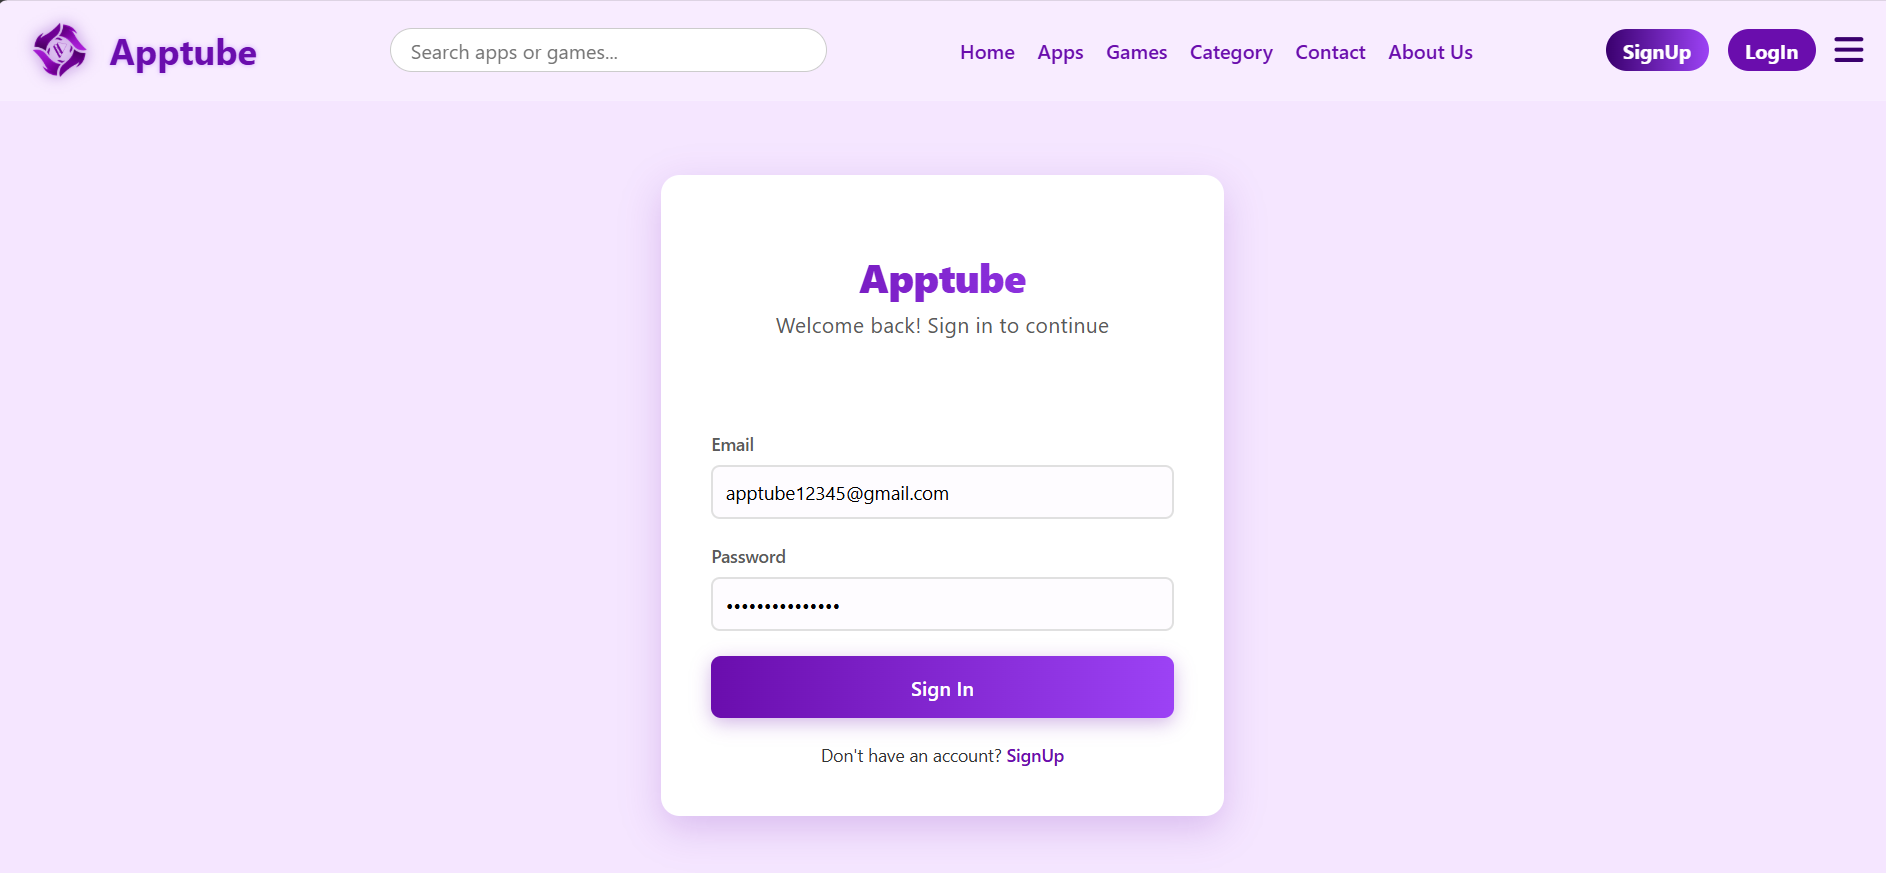 Apptube
Search apps or games...
Home Apps Games Category Contact About Us
SignUp LogIn
Apptube
Welcome back! Sign in to continue
Email
apptube12345@gmail.com
Password
•••••••••••••••
Sign In
Don't have an account? SignUp